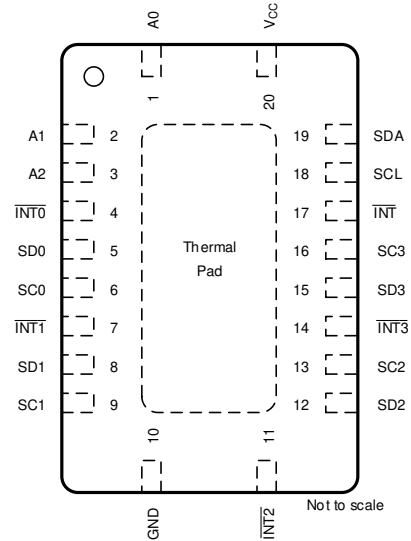 A0
VCC
1
20
A1 2 19 SDA
A2 3 18 SCL
INT0 4 17 INT
SD0 5 16 SC3
SC0 6 15 SD3
INT1 7 14 INT3
SD1 8 13 SC2
SC1 9 12 SD2
Thermal
Pad
10
11
GND
INT2
Not to scale